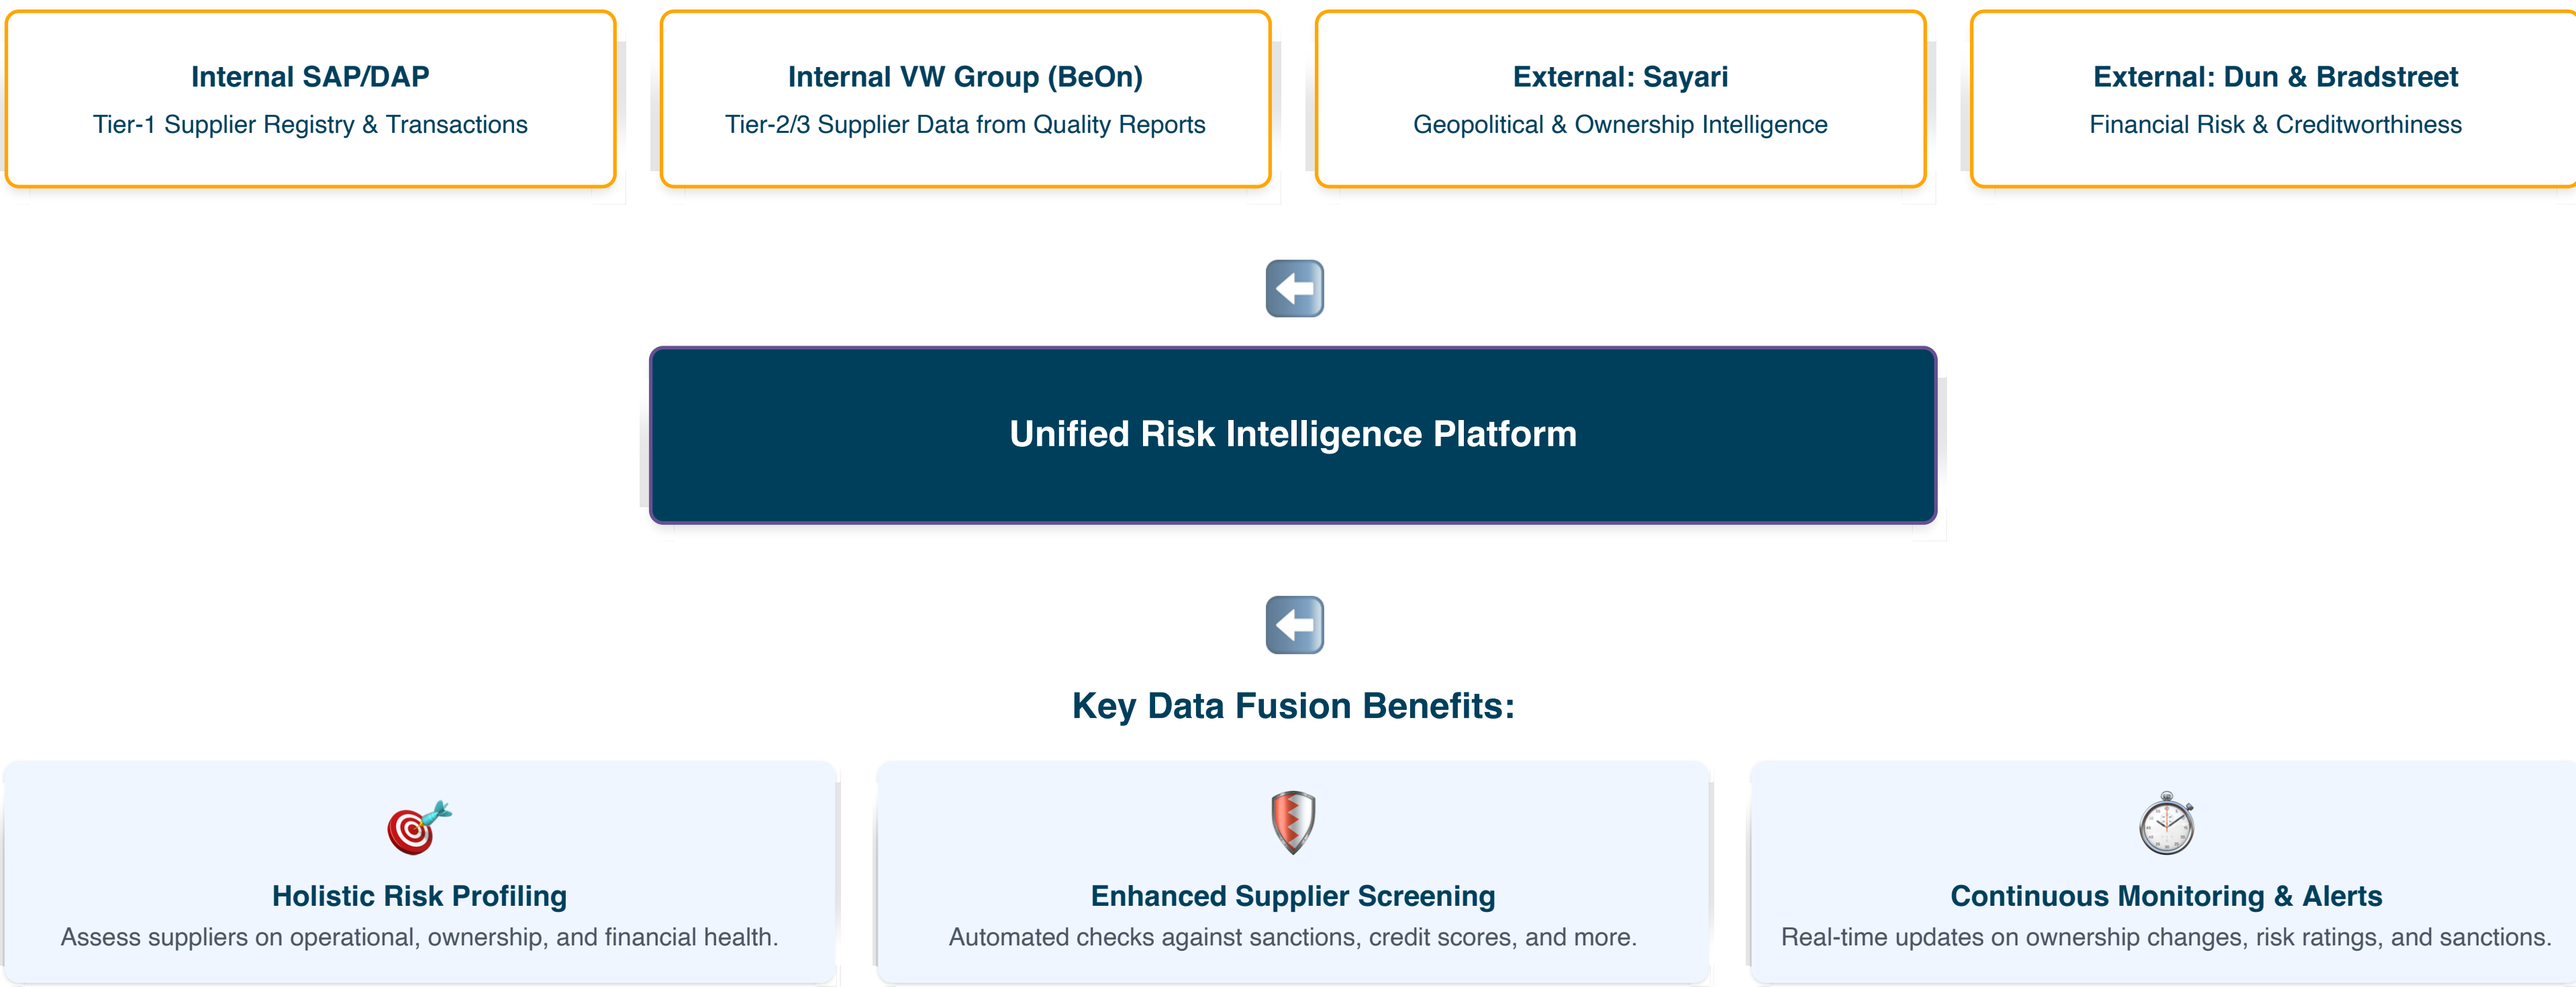 Internal SAP/DAP
Tier-1 Supplier Registry & Transactions
Internal VW Group (BeOn)
Tier-2/3 Supplier Data from Quality Reports
External: Sayari
Geopolitical & Ownership Intelligence
External: Dun & Bradstreet
Financial Risk & Creditworthiness
Unified Risk Intelligence Platform
Key Data Fusion Benefits:
Holistic Risk Profiling
Assess suppliers on operational, ownership, and financial health.
Enhanced Supplier Screening
Automated checks against sanctions, credit scores, and more.
Continuous Monitoring & Alerts
Real-time updates on ownership changes, risk ratings, and sanctions.